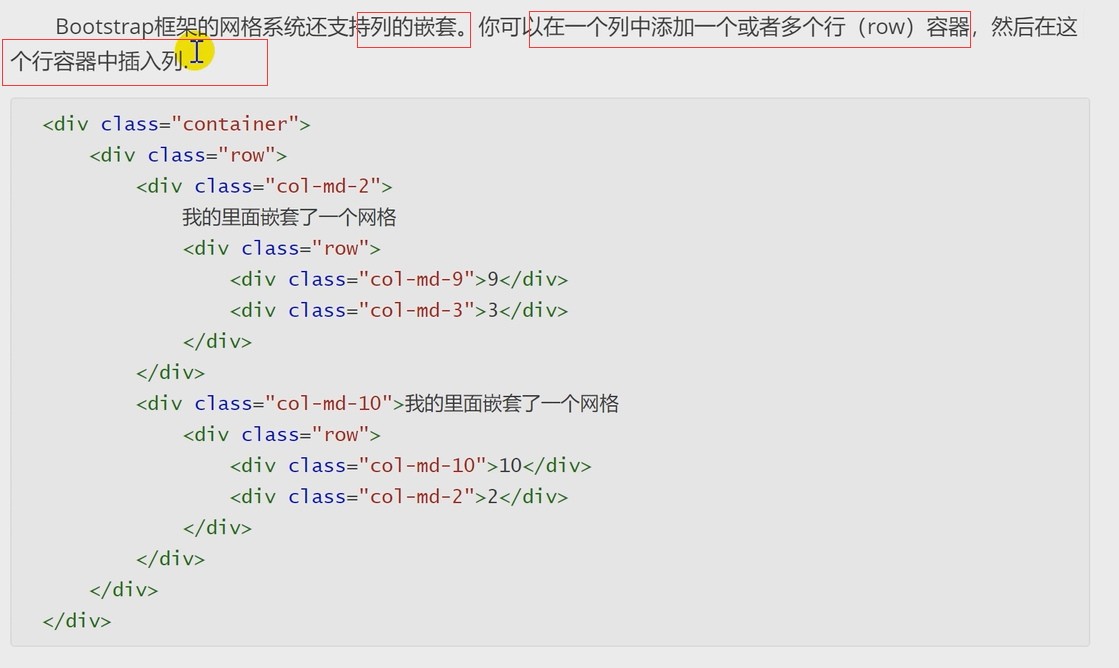 Bootstrap框架的网格系统还支持列的嵌套。你可以在一个列中添加一个或者多个行（row）容器，然后在这
个行容器中插入列.
<div class="container">
<div class="row">
<div class="col-md-2">
我的里面嵌套了一个网格
<div class="row">
<div class="col-md-9">9</div>
<div class="col-md-3">3</div>
</div>
</div>
<div class="col-md-10">我的里面嵌套了一个网格
<div class="row">
<div class="col-md-10">10</div>
<div class="col-md-2">2</div>
</div>
</div>
</div>
</div>